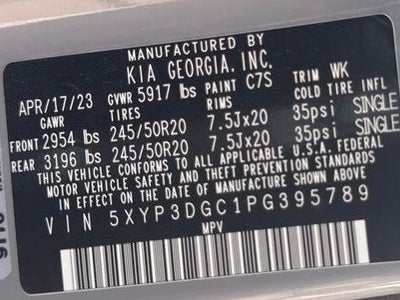 MANUFACTURED BY
KIA GEORGIA, INC.
APR/17/23 GVWR 5917 lbs PAINT C7S TRIM WK
GAWR TIRES RIMS COLD TIRE INFL
FRONT 2954 lbs 245/50R20 7.5Jx20 35psi SINGLE
REAR 3196 lbs 245/50R20 7.5Jx20 35psi SINGLE
THIS VEHICLE CONFORMS TO ALL APPLICABLE U.S.A. FEDERAL
MOTOR VEHICLE SAFETY AND THEFT PREVENTION STANDARDS
IN EFFECT ON THE DATE OF MANUFACTURE SHOWN ABOVE.
VIN 5XYP3DGC1PG395789
MPV